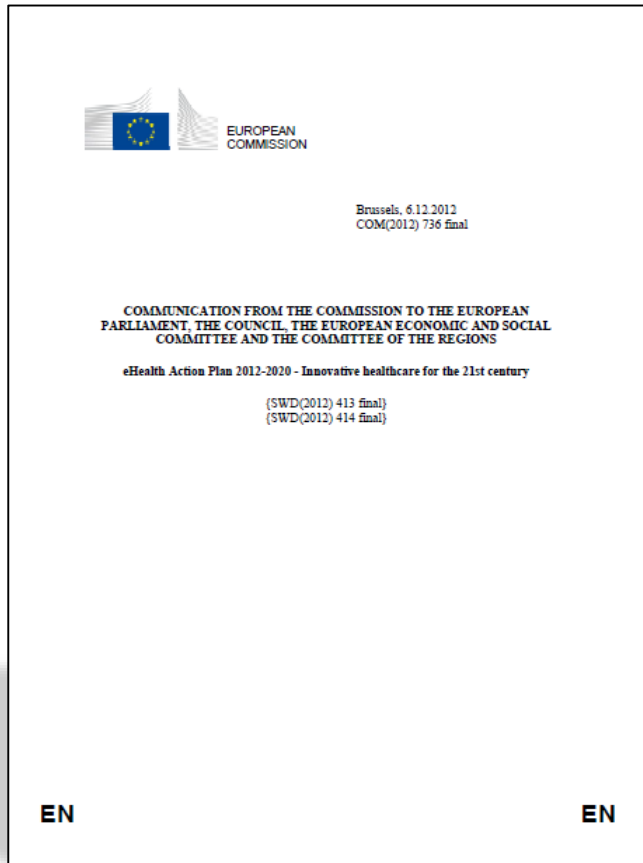 EUROPEAN
COMMISSION
Brussels, 6.12.2012
COM(2012) 736 final
COMMUNICATION FROM THE COMMISSION TO THE EUROPEAN
PARLIAMENT, THE COUNCIL, THE EUROPEAN ECONOMIC AND SOCIAL
COMMITTEE AND THE COMMITTEE OF THE REGIONS
eHealth Action Plan 2012-2020 - Innovative healthcare for the 21st century
{SWD(2012) 413 final}
{SWD(2012) 414 final}
EN EN